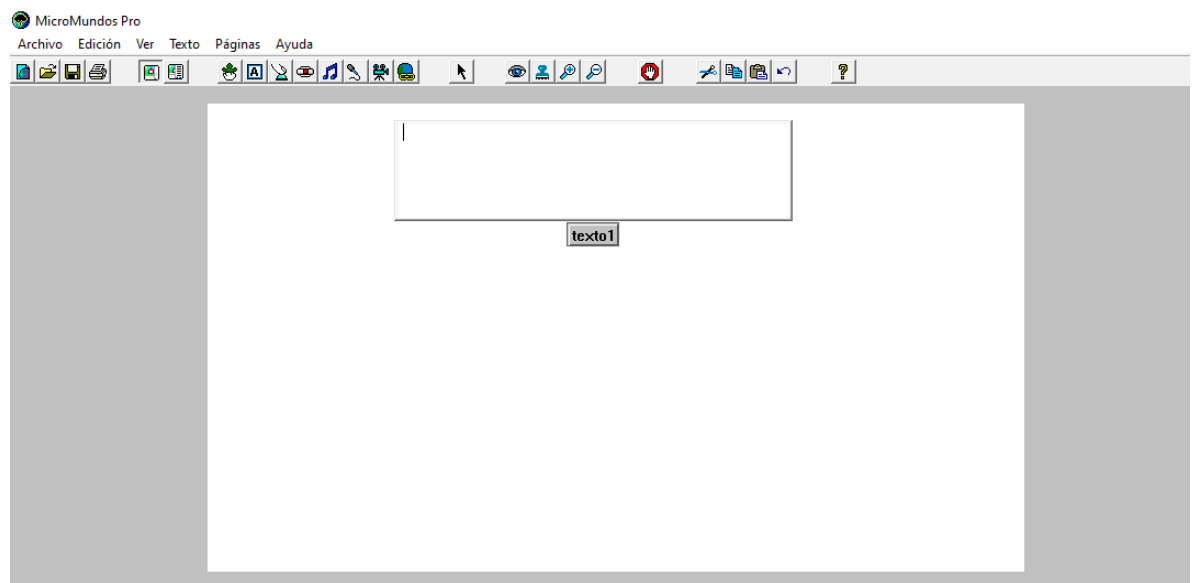 MicroMundos Pro
Archivo Edición Ver Texto Páginas Ayuda
A ?
texto1